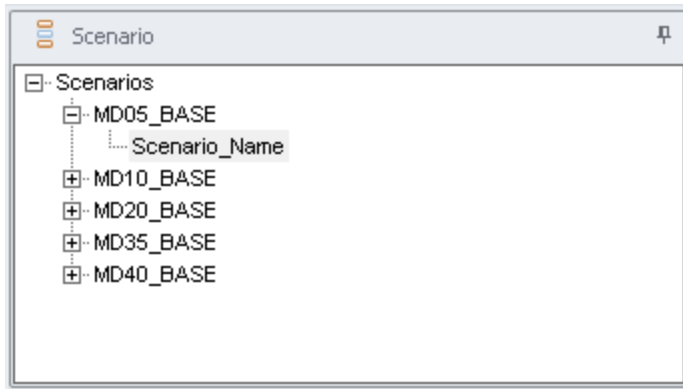 Scenario
Scenarios
MD05_BASE
Scenario_Name
MD10_BASE
MD20_BASE
MD35_BASE
MD40_BASE